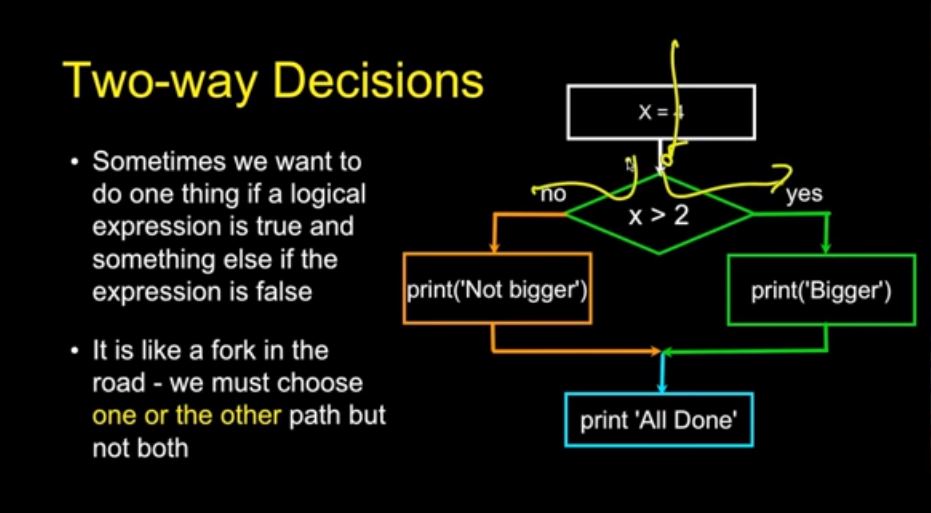 Two-way Decisions
• Sometimes we want to
do one thing if a logical
expression is true and
something else if the
expression is false
• It is like a fork in the
road - we must choose
one or the other path but
not both
X = 4
no
yes
x > 2
print('Not bigger')
print('Bigger')
print 'All Done'